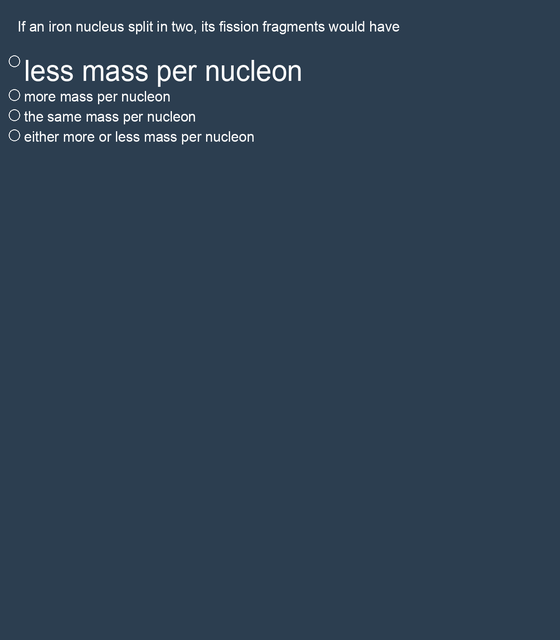 If an iron nucleus split in two, its fission fragments would have
less mass per nucleon
more mass per nucleon
the same mass per nucleon
either more or less mass per nucleon